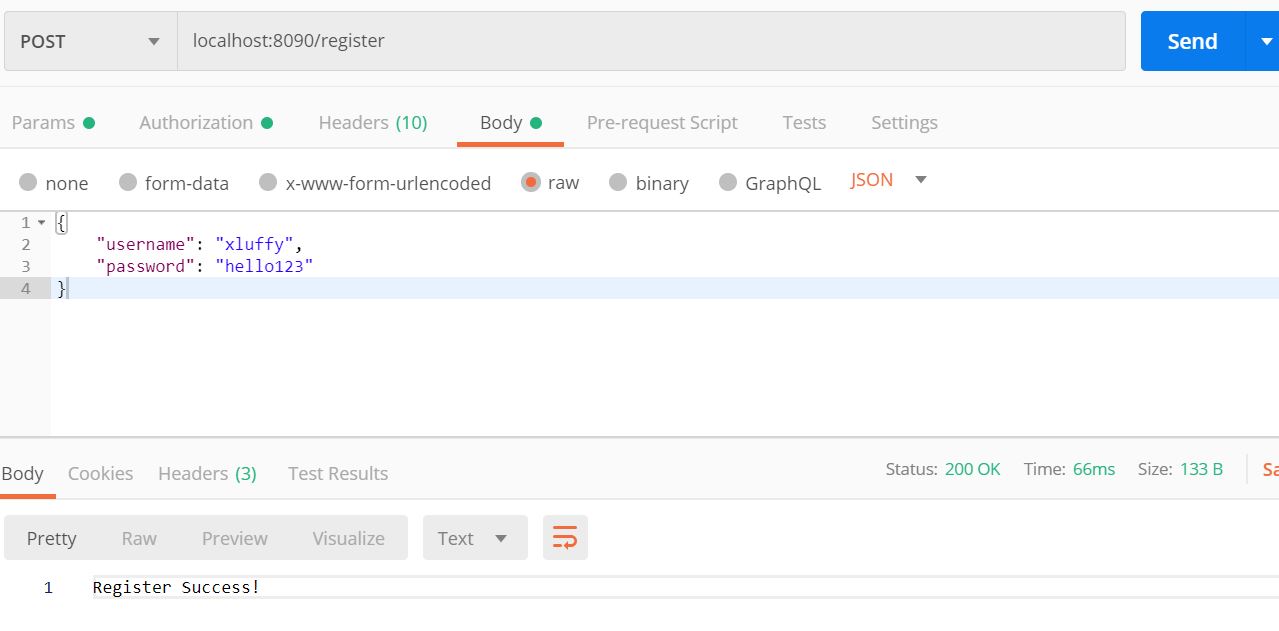 POST localhost:8090/register Send
Params Authorization Headers (10) Body Pre-request Script Tests Settings
none form-data x-www-form-urlencoded raw binary GraphQL JSON
1 {
2 "username": "xluffy",
3 "password": "hello123"
4 }
Body Cookies Headers (3) Test Results Status: 200 OK Time: 66ms Size: 133 B
Pretty Raw Preview Visualize Text
1 Register Success!